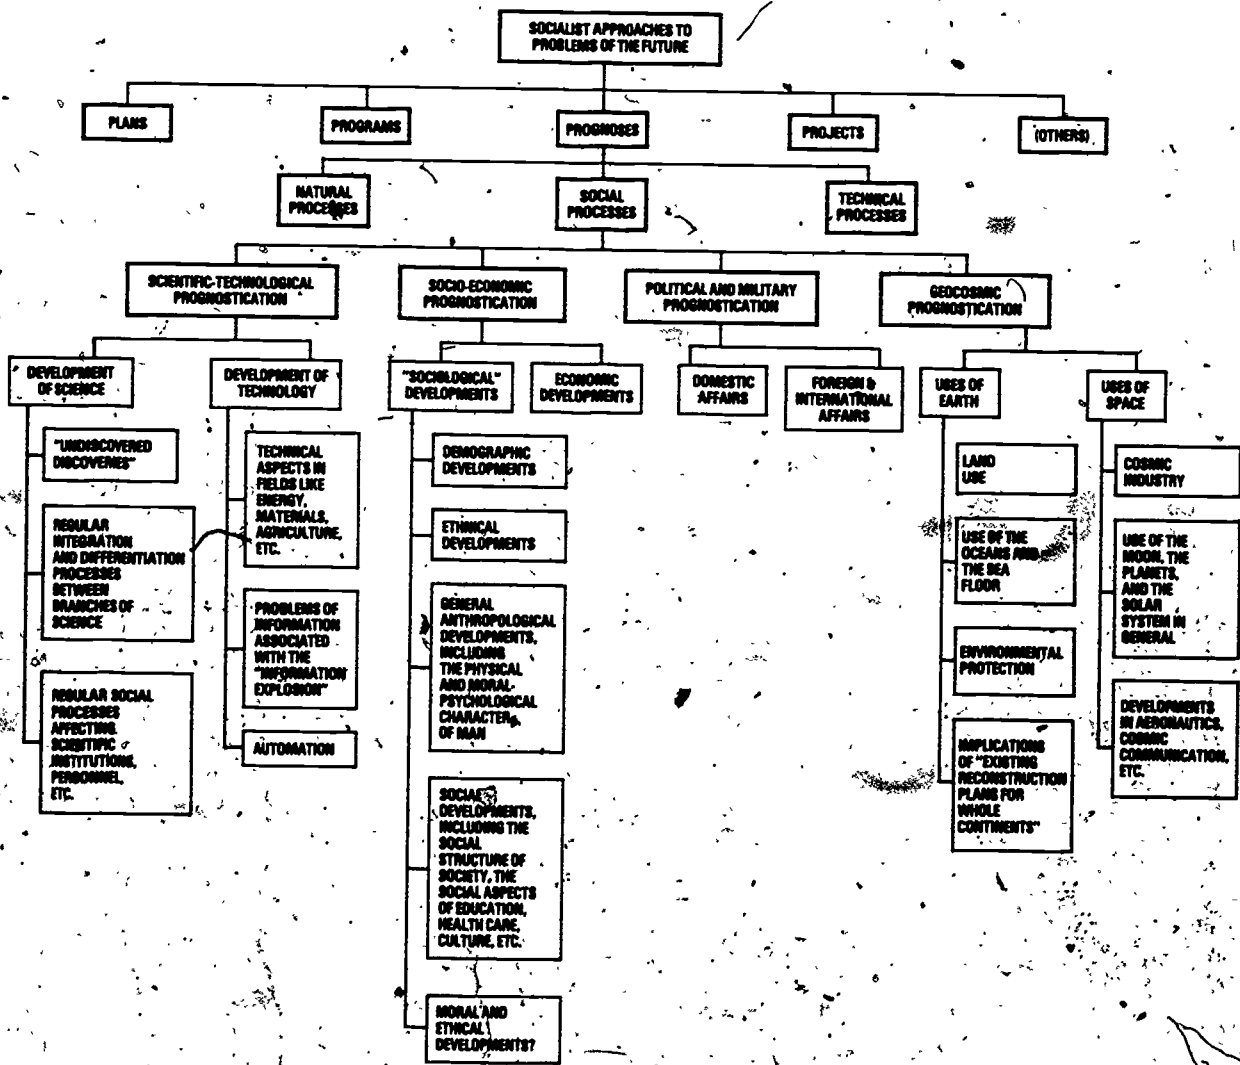 SOCIALIST APPROACHES TO
PROBLEMS OF THE FUTURE
PLANS
PROGRAMS
PROGNOSES
PROJECTS
(OTHERS)
NATURAL
PROCESSES
SOCIAL
PROCESSES
TECHNICAL
PROCESSES
SCIENTIFIC-TECHNOLOGICAL
PROGNOSTICATION
SOCIO-ECONOMIC
PROGNOSTICATION
POLITICAL AND MILITARY
PROGNOSTICATION
GEOCOSMIC
PROGNOSTICATION
DEVELOPMENT
OF SCIENCE
DEVELOPMENT OF
TECHNOLOGY
"SOCIOLOGICAL"
DEVELOPMENTS
ECONOMIC
DEVELOPMENTS
DOMESTIC
AFFAIRS
FOREIGN &
INTERNATIONAL
AFFAIRS
USES OF
EARTH
USES OF
SPACE
"UNDISCOVERED
DISCOVERIES"
REGULAR
INTEGRATION
AND DIFFERENTIATION
PROCESSES
BETWEEN
BRANCHES OF
SCIENCE
REGULAR SOCIAL
PROCESSES
AFFECTING
SCIENTIFIC
INSTITUTIONS,
PERSONNEL,
ETC.
TECHNICAL
ASPECTS IN
FIELDS LIKE
ENERGY,
MATERIALS,
AGRICULTURE,
ETC.
PROBLEMS OF
INFORMATION
ASSOCIATED
WITH THE
"INFORMATION
EXPLOSION"
AUTOMATION
DEMOGRAPHIC
DEVELOPMENTS
ETHNICAL
DEVELOPMENTS
GENERAL
ANTHROPOLOGICAL
DEVELOPMENTS,
INCLUDING
THE PHYSICAL
AND MORAL-
PSYCHOLOGICAL
CHARACTER
OF MAN
SOCIAL
DEVELOPMENTS,
INCLUDING THE
SOCIAL
STRUCTURE OF
SOCIETY, THE
SOCIAL ASPECTS
OF EDUCATION,
HEALTH CARE,
CULTURE, ETC.
MORAL AND
ETHICAL
DEVELOPMENTS?
LAND
USE
USE OF THE
OCEANS AND
THE SEA
FLOOR
ENVIRONMENTAL
PROTECTION
IMPLICATIONS
OF "EXISTING
RECONSTRUCTION
PLANS FOR
WHOLE
CONTINENTS"
COSMIC
INDUSTRY
USE OF THE
MOON, THE
PLANETS,
AND THE
SOLAR
SYSTEM IN
GENERAL
DEVELOPMENTS
IN AERONAUTICS,
COSMIC
COMMUNICATION,
ETC.